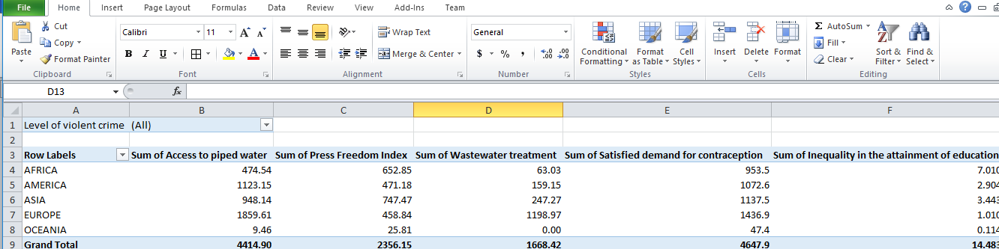 File Home Insert Page Layout Formulas Data Review View Add-Ins Team
Cut
Copy
Format Painter
Paste
Clipboard
Calibri 11
B I U
Font
Wrap Text
Merge & Center
Alignment
General
$ % ,
Number
Conditional Formatting
Format as Table
Cell Styles
Styles
Insert Delete Format
Cells
Σ AutoSum
Fill
Clear
Sort & Filter
Find & Select
Editing
D13 fx
A B C D E F
1 Level of violent crime (All)
2
3 Row Labels Sum of Access to piped water Sum of Press Freedom Index Sum of Wastewater treatment Sum of Satisfied demand for contraception Sum of Inequality in the attainment of education
4 AFRICA 474.54 652.85 63.03 953.5 7.010
5 AMERICA 1123.15 471.18 159.15 1072.6 2.904
6 ASIA 948.14 747.47 247.27 1137.5 3.443
7 EUROPE 1859.61 458.84 1198.97 1436.9 1.010
8 OCEANIA 9.46 25.81 0.00 47.4 0.114
9 Grand Total 4414.90 2356.15 1668.42 4647.9 14.483